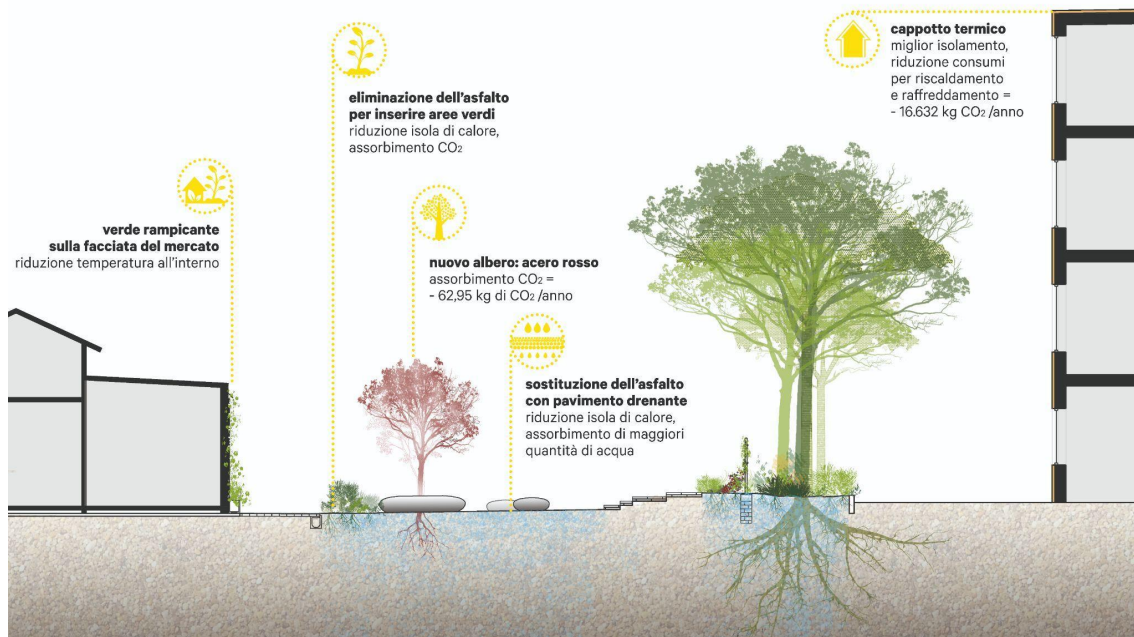 cappotto termico
miglior isolamento,
riduzione consumi
per riscaldamento
e raffreddamento =
- 16.632 kg CO₂ /anno
eliminazione dell'asfalto
per inserire aree verdi
riduzione isola di calore,
assorbimento CO₂
verde rampicante
sulla facciata del mercato
riduzione temperatura all'interno
nuovo albero: acero rosso
assorbimento CO₂ =
- 62,95 kg di CO₂ /anno
sostituzione dell'asfalto
con pavimento drenante
riduzione isola di calore,
assorbimento di maggiori
quantità di acqua